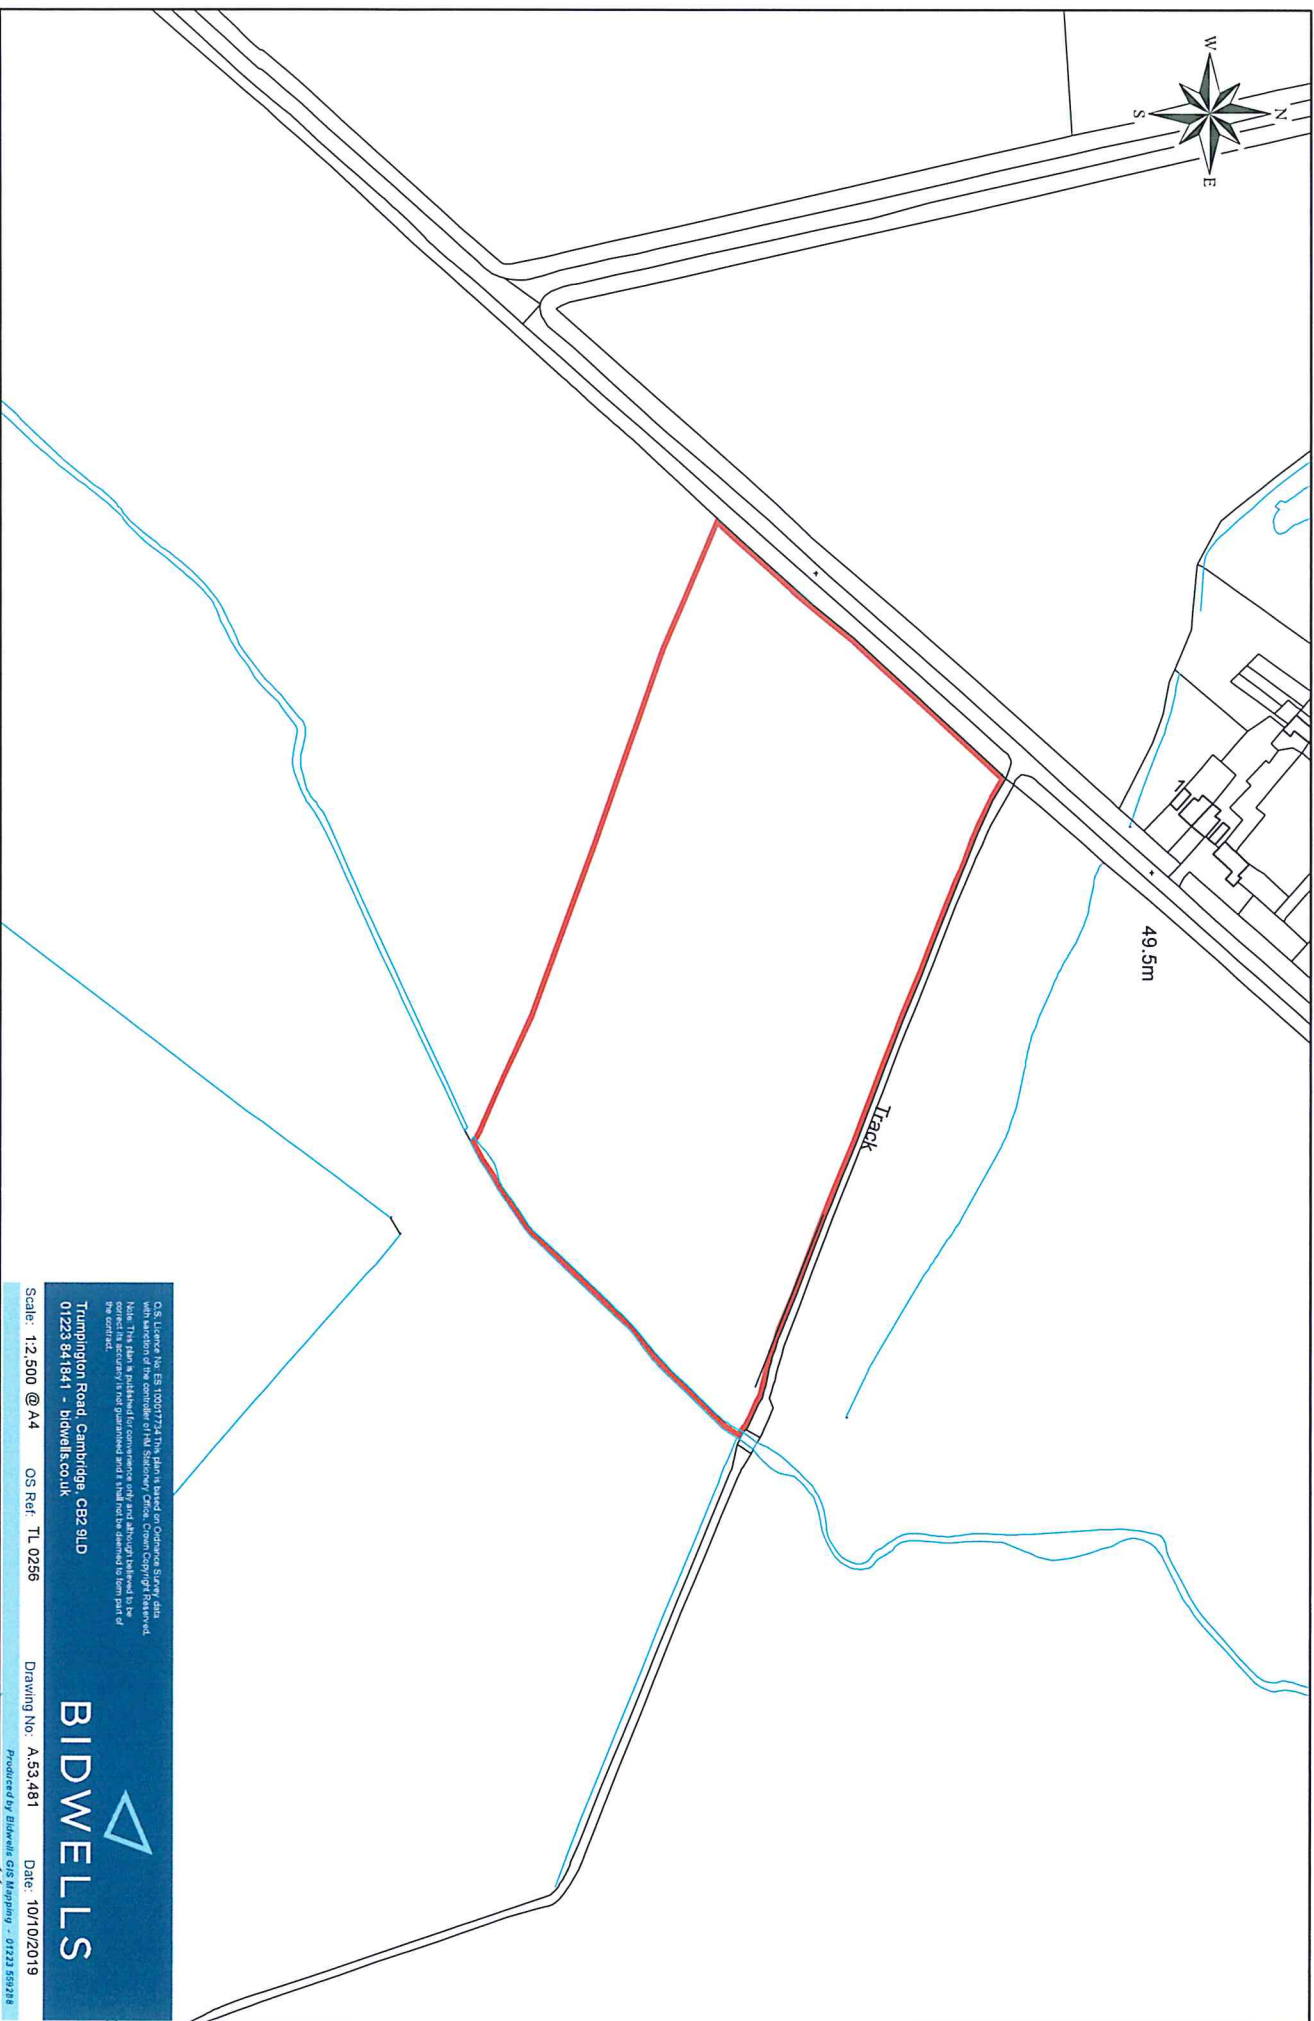 W
N
S
E
1
49.5m
Track
O.S. Licence No: ES 100017734 This plan is based on Ordnance Survey data
with sanction of the controller of HM Stationery Office. Crown Copyright Reserved.
Note: This plan is published for convenience only and although believed to be
correct its accuracy is not guaranteed and it shall not be deemed to form part of
the contract.
Trumpington Road, Cambridge, CB2 9LD
01223 841841 - bidwells.co.uk
BIDWELLS
Scale: 1:2,500 @ A4 OS Ref: TL 0256 Drawing No: A.53,481 Date: 10/10/2019
Produced by Bidwells GIS Mapping - 01223 559288